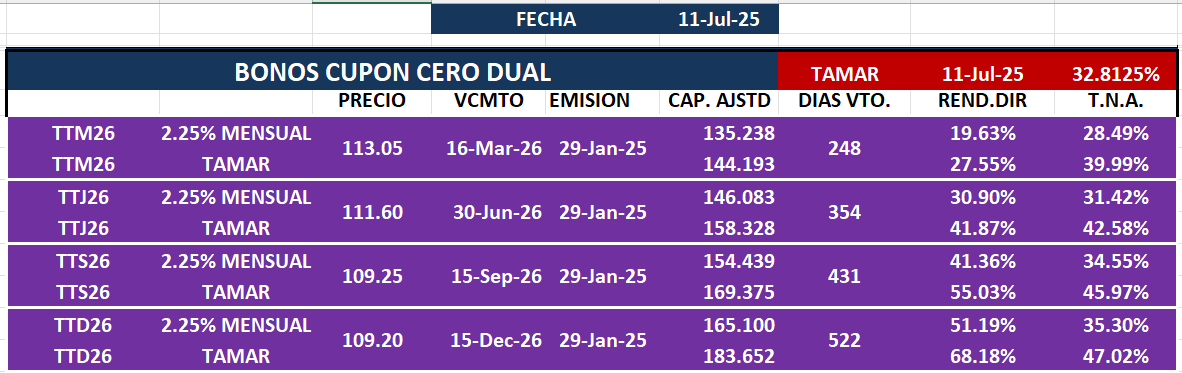 FECHA 11-Jul-25
BONOS CUPON CERO DUAL TAMAR 11-Jul-25 32.8125%
PRECIO VCMTO EMISION CAP. AJSTD DIAS VTO. REND.DIR T.N.A.
TTM26 2.25% MENSUAL 135.238 19.63% 28.49%
113.05 16-Mar-26 29-Jan-25 248
TTM26 TAMAR 144.193 27.55% 39.99%
TTJ26 2.25% MENSUAL 146.083 30.90% 31.42%
111.60 30-Jun-26 29-Jan-25 354
TTJ26 TAMAR 158.328 41.87% 42.58%
TTS26 2.25% MENSUAL 154.439 41.36% 34.55%
109.25 15-Sep-26 29-Jan-25 431
TTS26 TAMAR 169.375 55.03% 45.97%
TTD26 2.25% MENSUAL 165.100 51.19% 35.30%
109.20 15-Dec-26 29-Jan-25 522
TTD26 TAMAR 183.652 68.18% 47.02%